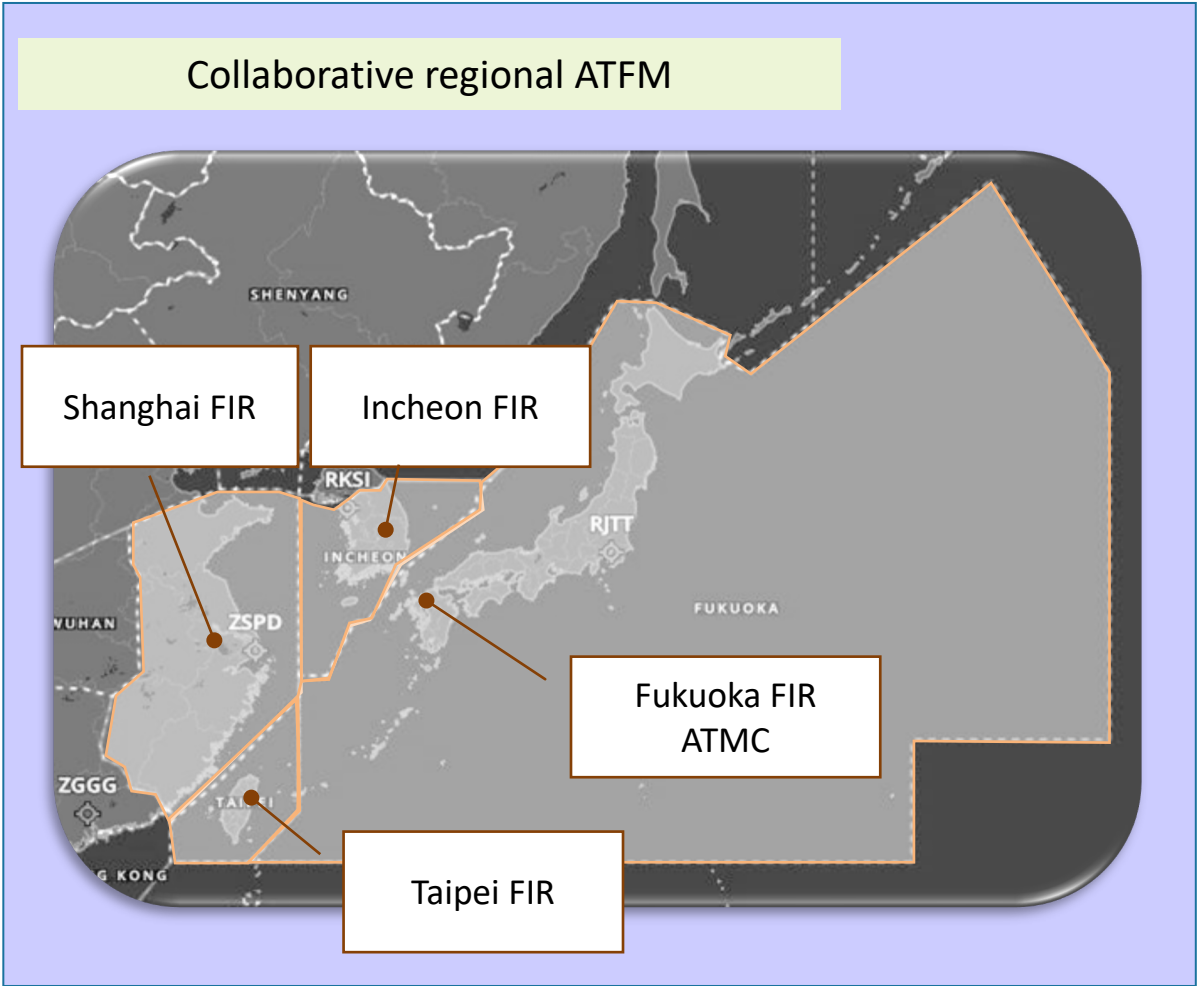 Collaborative regional ATFM
SHENYANG
Shanghai FIR
Incheon FIR
RKSI
INCHEON
RJTT
FUKUOKA
WUHAN
ZSPD
Fukuoka FIR
ATMC
ZGGG
G KONG
Taipei FIR